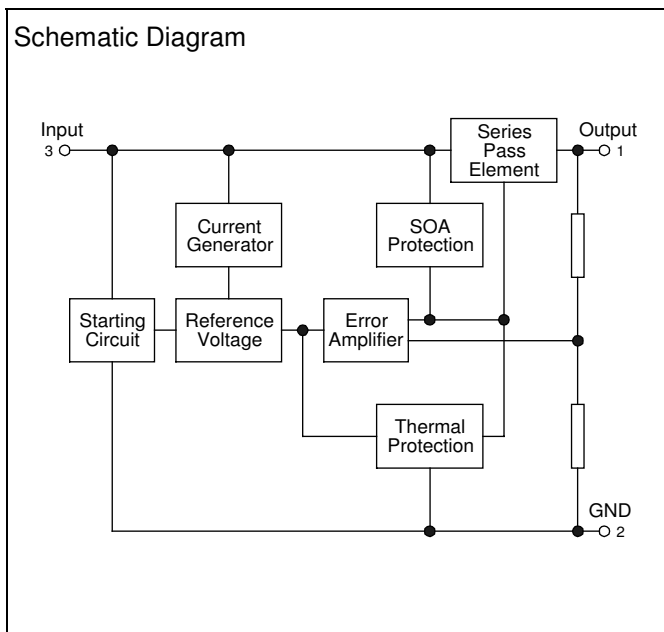 Schematic Diagram
Input
3
Series
Pass
Element
Output
1
Current
Generator
SOA
Protection
Starting
Circuit
Reference
Voltage
Error
Amplifier
Thermal
Protection
GND
2